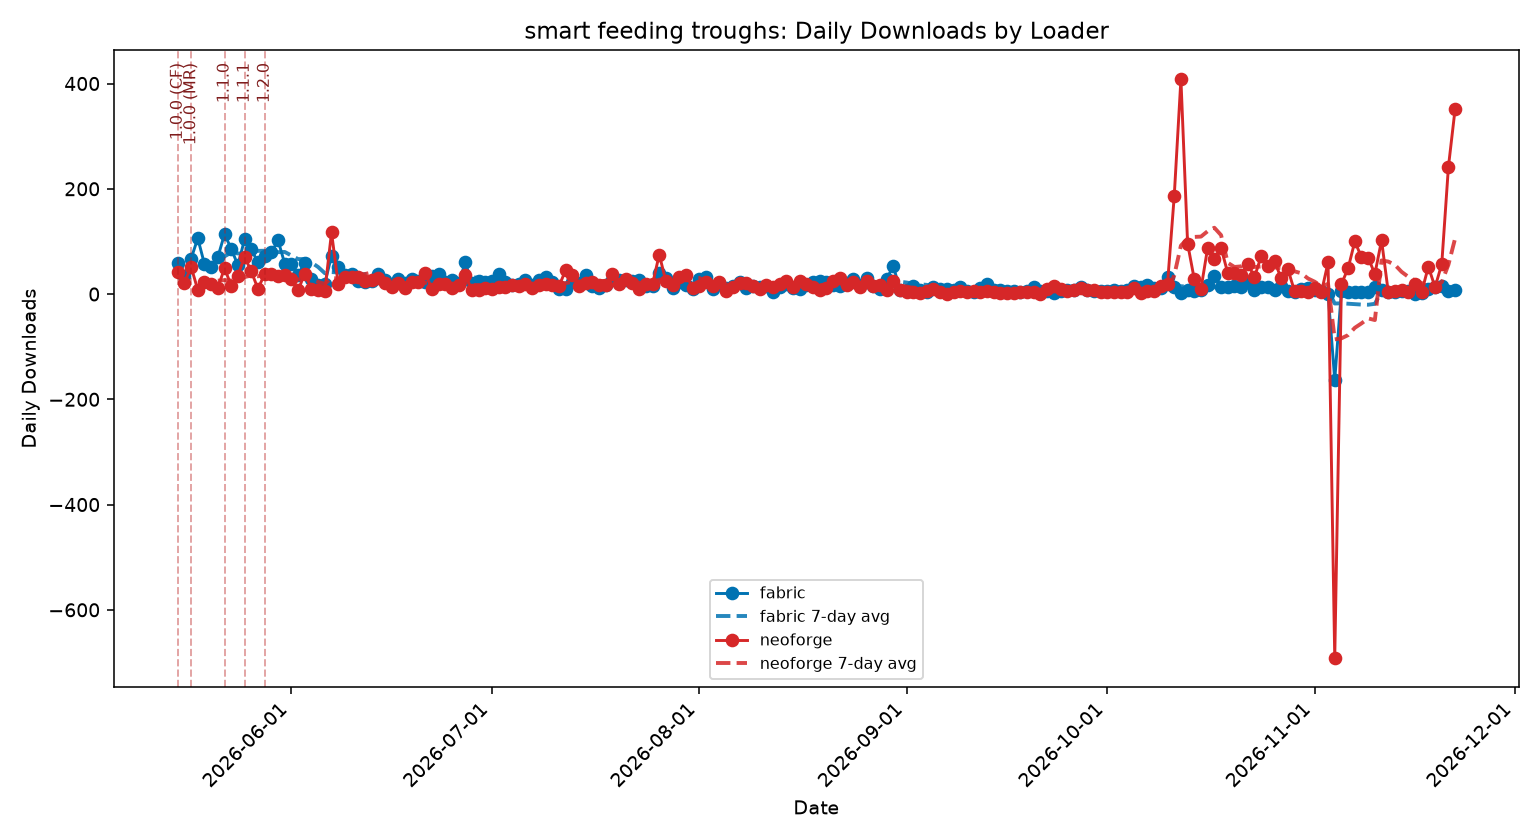 smart feeding troughs: Daily Downloads by Loader
1.0.0 (CF)
1.0.0 (MR)
1.1.0
1.1.1
1.2.0
Daily Downloads
400
200
0
−200
−400
−600
fabric
fabric 7-day avg
neoforge
neoforge 7-day avg
2026-06-01
2026-07-01
2026-08-01
2026-09-01
2026-10-01
2026-11-01
2026-12-01
Date